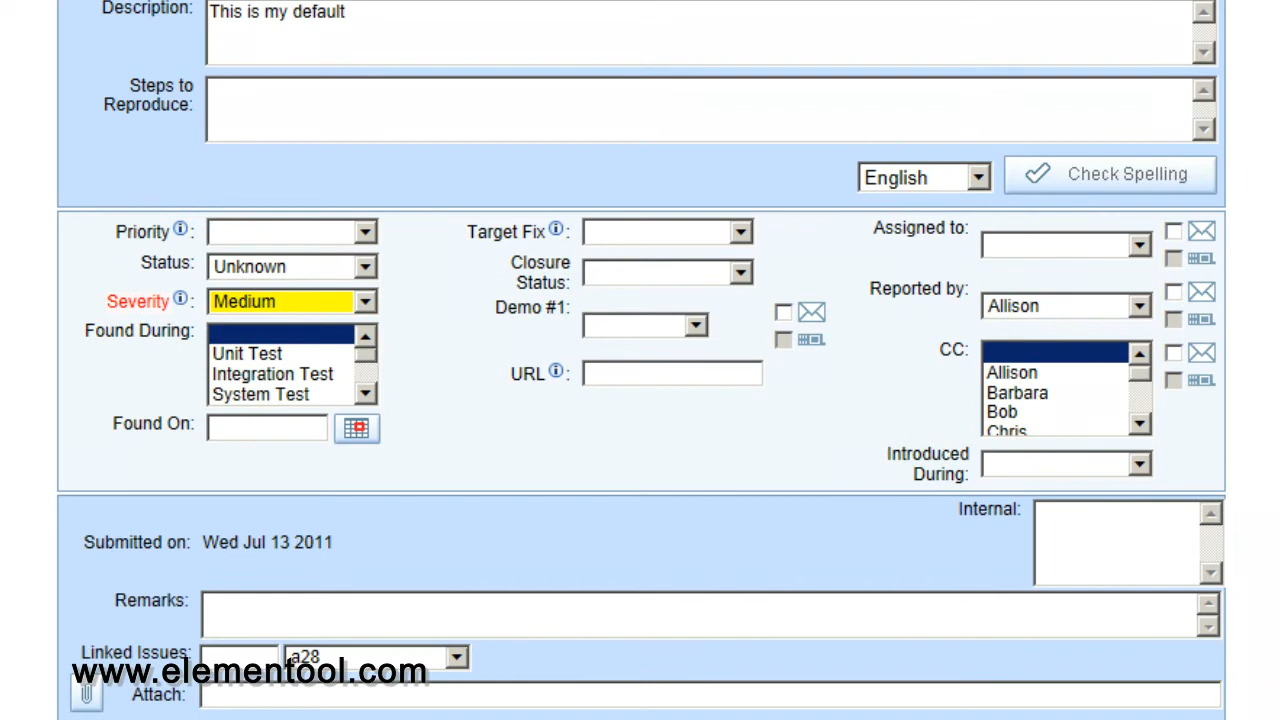 Description:
This is my default
Steps to
Reproduce:
English
Check Spelling
Priority :
Status:
Unknown
Severity :
Medium
Found During:
Unit Test
Integration Test
System Test
Found On:
Target Fix :
Closure
Status:
Demo #1:
URL :
Assigned to:
Reported by:
Allison
CC:
Allison
Barbara
Bob
Chris
Introduced
During:
Internal:
Submitted on: Wed Jul 13 2011
Remarks:
Linked Issues:
a28
www.elementool.com
Attach: